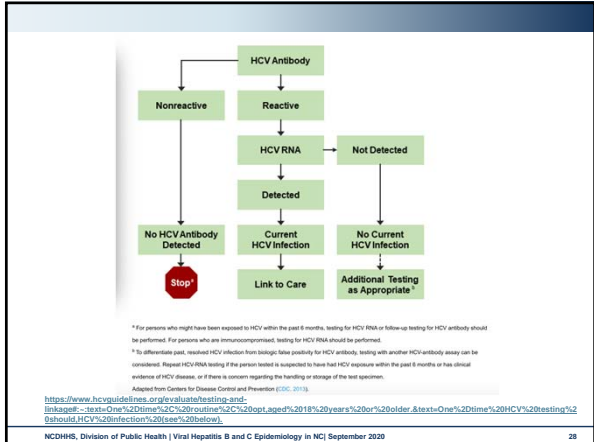 HCV Antibody
Nonreactive
Reactive
HCV RNA
Not Detected
Detected
No HCV Antibody
Detected
Current
HCV Infection
No Current
HCV Infection
Stop a
Link to Care
Additional Testing
as Appropriate b
a For persons who might have been exposed to HCV within the past 6 months, testing for HCV RNA or follow-up testing for HCV antibody should
be performed. For persons who are immunocompromised, testing for HCV RNA should be performed.
b To differentiate past, resolved HCV infection from biologic false positivity for HCV antibody, testing with another HCV-antibody assay can be
considered. Repeat HCV-RNA testing if the person tested is suspected to have had HCV exposure within the past 6 months or has clinical
evidence of HCV disease, or if there is concern regarding the handling or storage of the test specimen.
Adapted from Centers for Disease Control and Prevention (CDC, 2013).
https://www.hcvguidelines.org/evaluate/testing-and-
linkage#:~:text=One%2Dtime%2C%20routine%2C%20opt,aged%2018%20years%20or%20older.&text=One%2Dtime%20HCV%20testing%2
0should,HCV%20infection%20(see%20below).
NCDHHS, Division of Public Health | Viral Hepatitis B and C Epidemiology in NC| September 2020
28